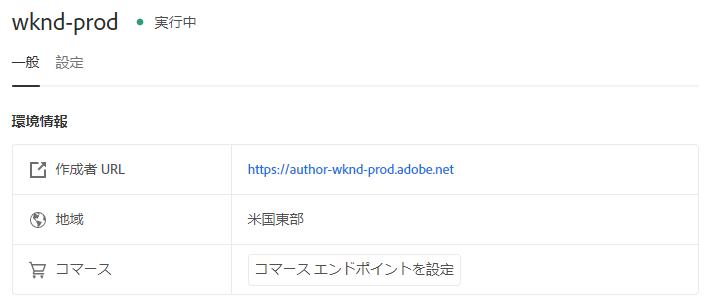 wknd-prod 実行中
一般 設定
環境情報
作成者 URL https://author-wknd-prod.adobe.net
地域 米国東部
コマース コマース エンドポイントを設定